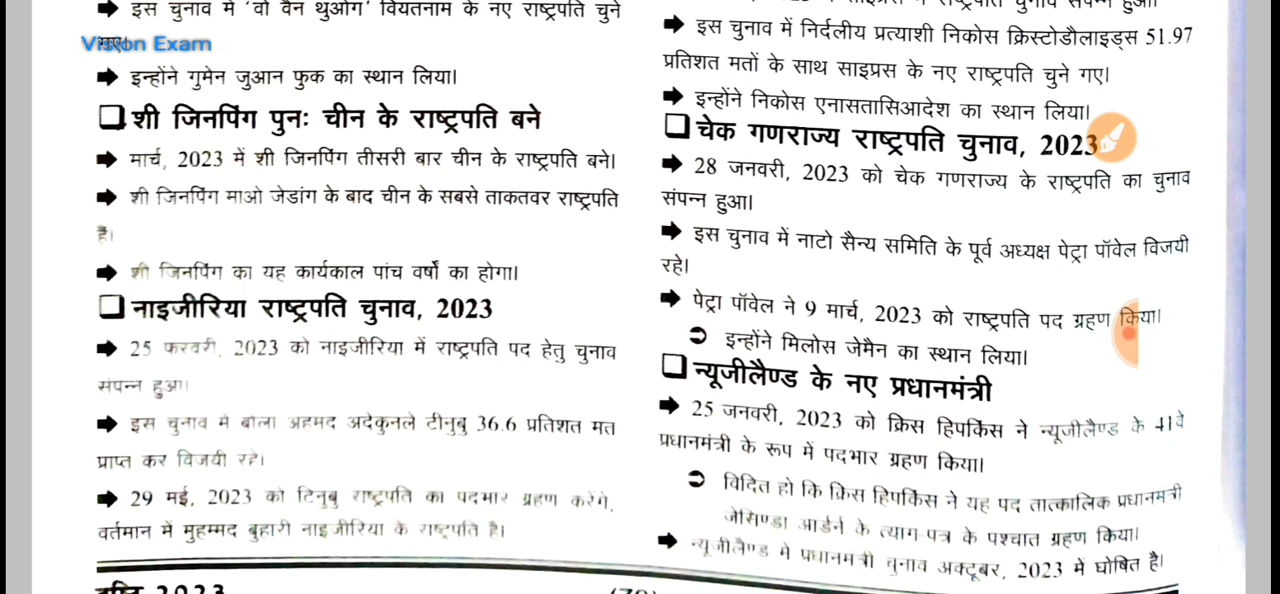 इस चुनाव में 'वो वैन थुओंग' वियतनाम के नए राष्ट्रपति चुने
Vision Exam
➡ इन्होंने गुमेन जुआन फुक का स्थान लिया।
❑ शी जिनपिंग पुनः चीन के राष्ट्रपति बने
➡ मार्च, 2023 में शी जिनपिंग तीसरी बार चीन के राष्ट्रपति बने।
➡ शी जिनपिंग माओ जेडांग के बाद चीन के सबसे ताकतवर राष्ट्रपति
हैं।
➡ शी जिनपिंग का यह कार्यकाल पांच वर्षों का होगा।
❑ नाइजीरिया राष्ट्रपति चुनाव, 2023
➡ 25 फरवरी, 2023 को नाइजीरिया में राष्ट्रपति पद हेतु चुनाव
संपन्न हुआ।
➡ इस चुनाव में बोला अहमद अदेकुनले टीनुबु 36.6 प्रतिशत मत
प्राप्त कर विजयी रहे।
➡ 29 मई, 2023 को टिनुबु राष्ट्रपति का पदभार ग्रहण करेंगे,
वर्तमान में मुहम्मद बुहारी नाइजीरिया के राष्ट्रपति है।
2023
➡ इस चुनाव में निर्दलीय प्रत्याशी निकोस क्रिस्टोडौलाइड्स 51.97
प्रतिशत मतों के साथ साइप्रस के नए राष्ट्रपति चुने गए।
➡ इन्होंने निकोस एनासतासिआदेश का स्थान लिया।
❑ चेक गणराज्य राष्ट्रपति चुनाव, 2023
➡ 28 जनवरी, 2023 को चेक गणराज्य के राष्ट्रपति का चुनाव
संपन्न हुआ।
➡ इस चुनाव में नाटो सैन्य समिति के पूर्व अध्यक्ष पेट्रा पॉवेल विजयी
रहे।
➡ पेट्रा पॉवेल ने 9 मार्च, 2023 को राष्ट्रपति पद ग्रहण किया।
➲ इन्होंने मिलोस जेमैन का स्थान लिया।
❑ न्यूजीलैण्ड के नए प्रधानमंत्री
➡ 25 जनवरी, 2023 को क्रिस हिपकिंस ने न्यूजीलैण्ड के 41वें
प्रधानमंत्री के रूप में पदभार ग्रहण किया।
➲ विदित हो कि क्रिस हिपकिंस ने यह पद तात्कालिक प्रधानमंत्री
जेसिण्डा आर्डर्न के त्याग-पत्र के पश्चात ग्रहण किया।
➡ न्यूजीलैण्ड में प्रधानमंत्री चुनाव अक्टूबर, 2023 में घोषित है।